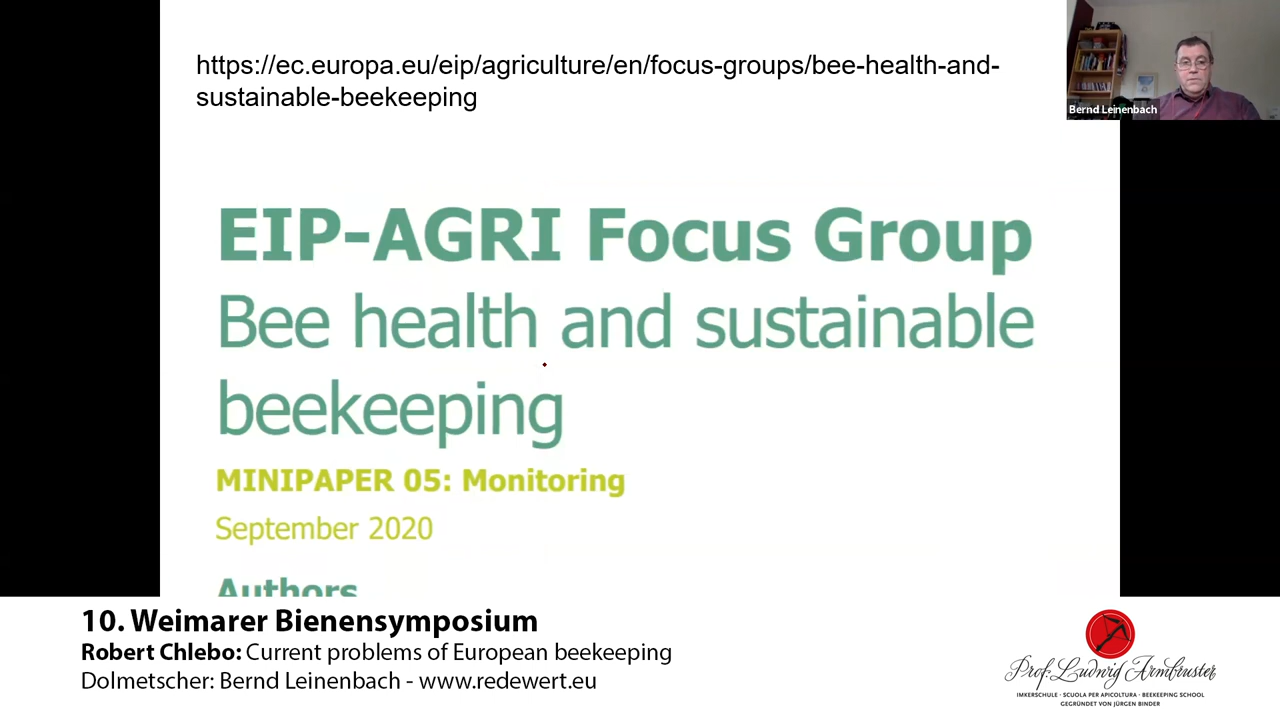 https://ec.europa.eu/eip/agriculture/en/focus-groups/bee-health-and-
sustainable-beekeeping
Bernd Leinenbach
EIP-AGRI Focus Group
Bee health and sustainable
beekeeping
MINIPAPER 05: Monitoring
September 2020
Authors
10. Weimarer Bienensymposium
Robert Chlebo: Current problems of European beekeeping
Dolmetscher: Bernd Leinenbach - www.redewert.eu
Prof. Ludwig Armbruster
IMKERSCHULE · SCUOLA PER APICOLTURA · BEEKEEPING SCHOOL
GEGRÜNDET VON JÜRGEN BINDER